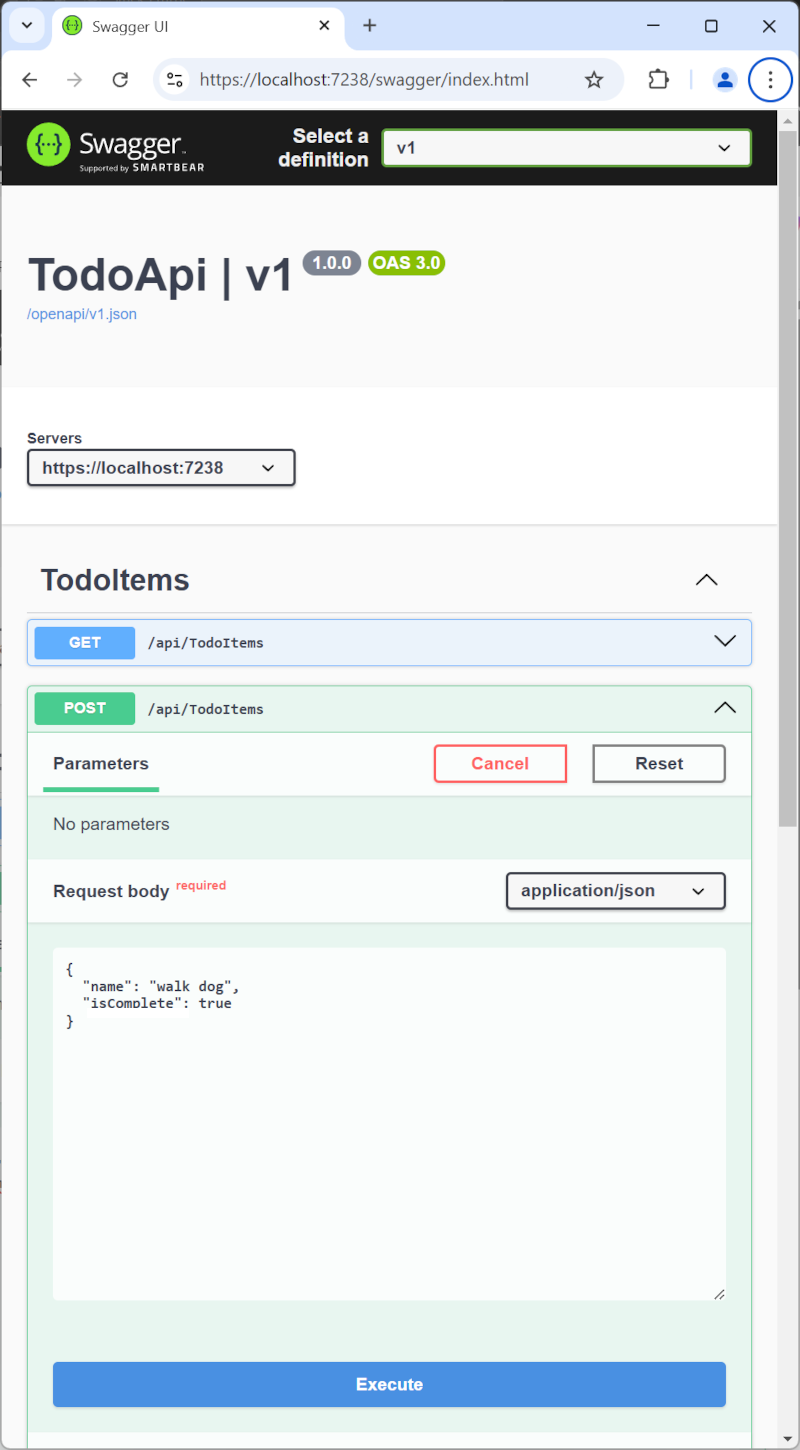 Swagger UI
https://localhost:7238/swagger/index.html
Swagger™
Supported by SMARTBEAR
Select a
definition
v1
TodoApi | v1 1.0.0 OAS 3.0
/openapi/v1.json
Servers
https://localhost:7238
TodoItems
GET /api/TodoItems
POST /api/TodoItems
Parameters Cancel Reset
No parameters
Request body required application/json
{
  "name": "walk dog",
  "isComplete": true
}
Execute